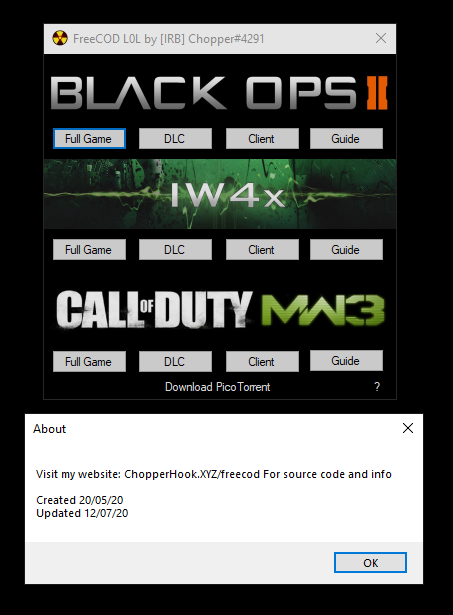 FreeCOD L0L by [IRB] Chopper#4291
BLACK OPS II
Full Game DLC Client Guide
IW4x
Full Game DLC Client Guide
CALL OF DUTY MW3
Full Game DLC Client Guide
Download PicoTorrent ?
About
Visit my website: ChopperHook.XYZ/freecod For source code and info
Created 20/05/20
Updated 12/07/20
OK